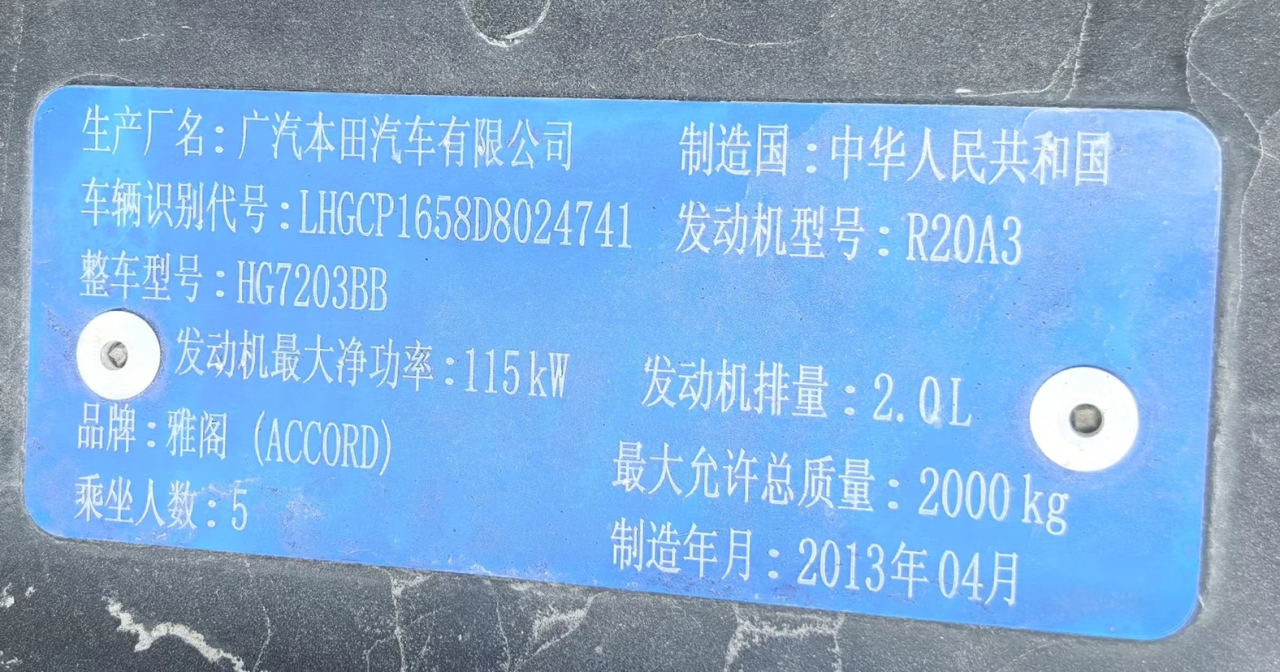 生产厂名：广汽本田汽车有限公司 制造国：中华人民共和国
车辆识别代号：LHGCP1658D8024741 发动机型号：R20A3
整车型号：HG7203BB
发动机最大净功率：115kW 发动机排量：2.0L
品牌：雅阁（ACCORD） 最大允许总质量：2000kg
乘坐人数：5 制造年月：2013年04月